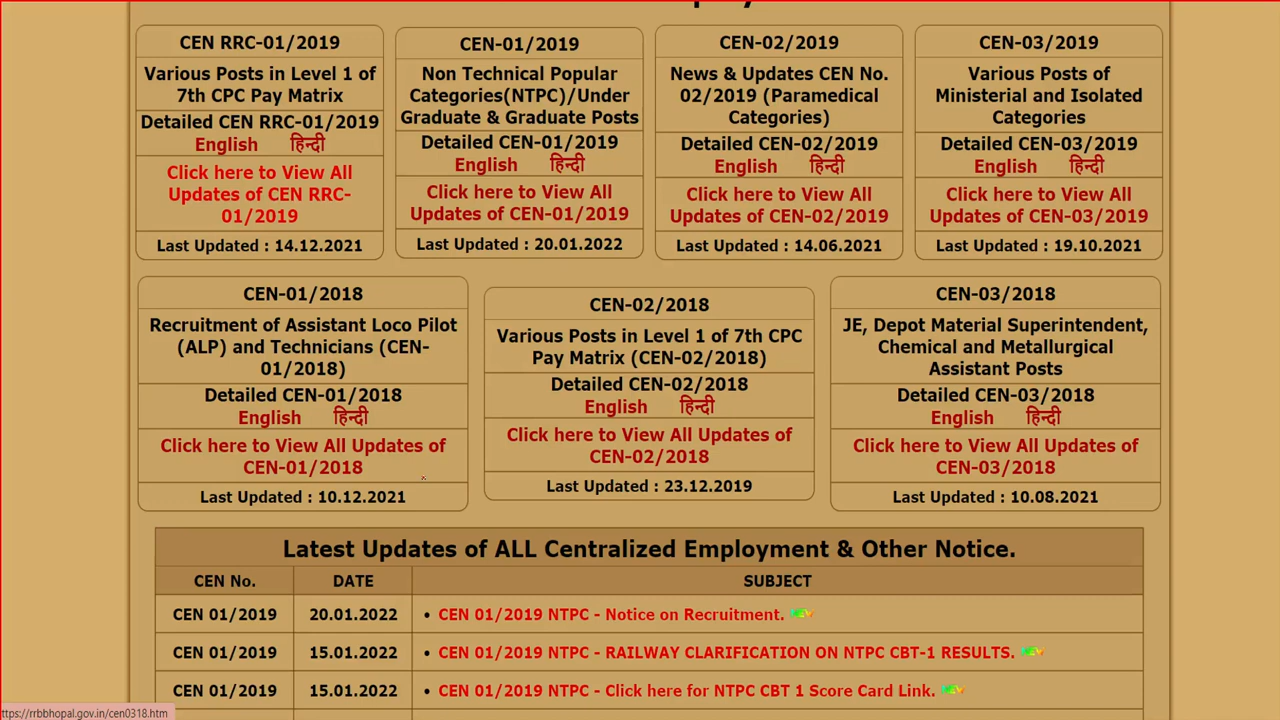 CEN RRC-01/2019
Various Posts in Level 1 of
7th CPC Pay Matrix
Detailed CEN RRC-01/2019
English हिन्दी
Click here to View All
Updates of CEN RRC-
01/2019
Last Updated : 14.12.2021
CEN-01/2019
Non Technical Popular
Categories(NTPC)/Under
Graduate & Graduate Posts
Detailed CEN-01/2019
English हिन्दी
Click here to View All
Updates of CEN-01/2019
Last Updated : 20.01.2022
CEN-02/2019
News & Updates CEN No.
02/2019 (Paramedical
Categories)
Detailed CEN-02/2019
English हिन्दी
Click here to View All
Updates of CEN-02/2019
Last Updated : 14.06.2021
CEN-03/2019
Various Posts of
Ministerial and Isolated
Categories
Detailed CEN-03/2019
English हिन्दी
Click here to View All
Updates of CEN-03/2019
Last Updated : 19.10.2021
CEN-01/2018
Recruitment of Assistant Loco Pilot
(ALP) and Technicians (CEN-
01/2018)
Detailed CEN-01/2018
English हिन्दी
Click here to View All Updates of
CEN-01/2018
Last Updated : 10.12.2021
CEN-02/2018
Various Posts in Level 1 of 7th CPC
Pay Matrix (CEN-02/2018)
Detailed CEN-02/2018
English हिन्दी
Click here to View All Updates of
CEN-02/2018
Last Updated : 23.12.2019
CEN-03/2018
JE, Depot Material Superintendent,
Chemical and Metallurgical
Assistant Posts
Detailed CEN-03/2018
English हिन्दी
Click here to View All Updates of
CEN-03/2018
Last Updated : 10.08.2021
Latest Updates of ALL Centralized Employment & Other Notice.
CEN No. DATE SUBJECT
CEN 01/2019 20.01.2022 • CEN 01/2019 NTPC - Notice on Recruitment.
CEN 01/2019 15.01.2022 • CEN 01/2019 NTPC - RAILWAY CLARIFICATION ON NTPC CBT-1 RESULTS.
CEN 01/2019 15.01.2022 • CEN 01/2019 NTPC - Click here for NTPC CBT 1 Score Card Link.
ttps://rrbbhopal.gov.in/cen0318.htm